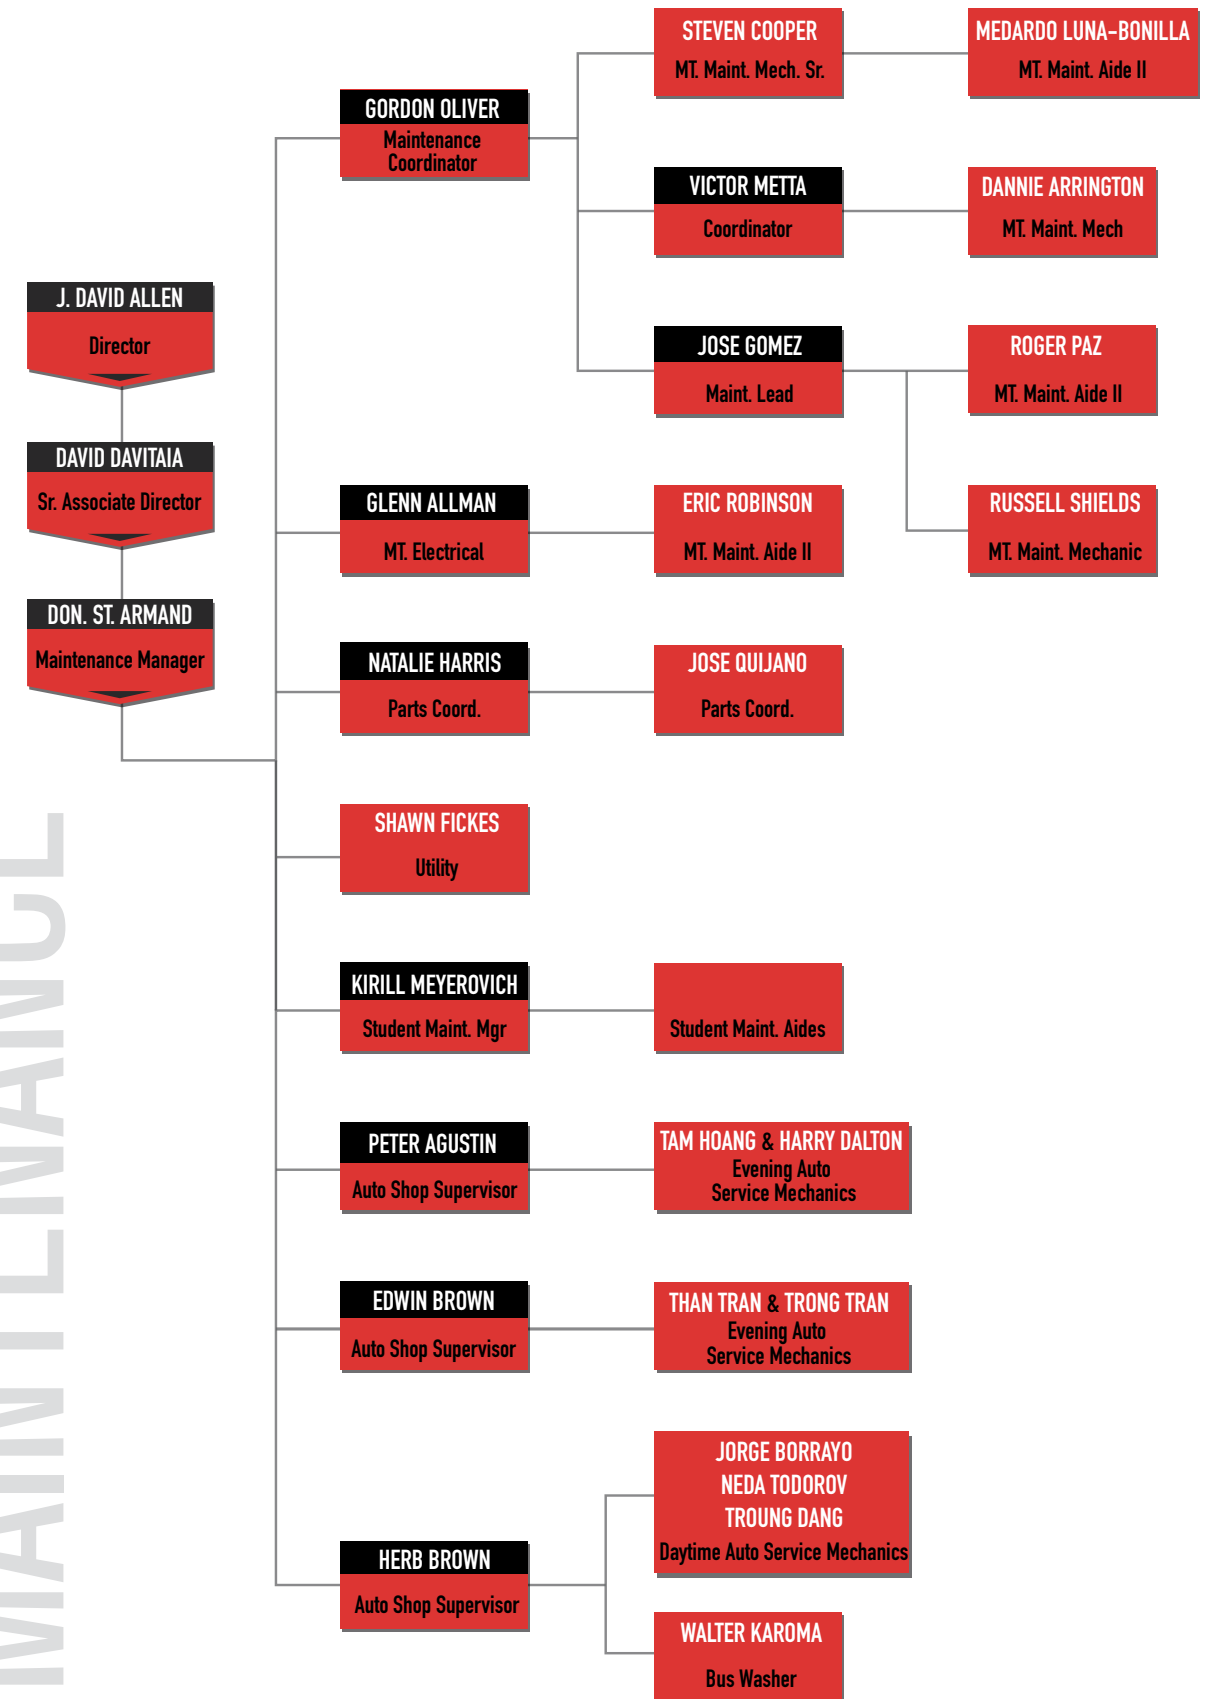 STEVEN COOPER
MT. Maint. Mech. Sr.
MEDARDO LUNA-BONILLA
MT. Maint. Aide II
GORDON OLIVER
Maintenance
Coordinator
VICTOR METTA
Coordinator
DANNIE ARRINGTON
MT. Maint. Mech
J. DAVID ALLEN
Director
JOSE GOMEZ
Maint. Lead
ROGER PAZ
MT. Maint. Aide II
DAVID DAVITAIA
Sr. Associate Director
GLENN ALLMAN
MT. Electrical
ERIC ROBINSON
MT. Maint. Aide II
RUSSELL SHIELDS
MT. Maint. Mechanic
DON. ST. ARMAND
Maintenance Manager
NATALIE HARRIS
Parts Coord.
JOSE QUIJANO
Parts Coord.
SHAWN FICKES
Utility
KIRILL MEYEROVICH
Student Maint. Mgr
Student Maint. Aides
PETER AGUSTIN
Auto Shop Supervisor
TAM HOANG & HARRY DALTON
Evening Auto
Service Mechanics
EDWIN BROWN
Auto Shop Supervisor
THAN TRAN & TRONG TRAN
Evening Auto
Service Mechanics
JORGE BORRAYO
NEDA TODOROV
TROUNG DANG
Daytime Auto Service Mechanics
HERB BROWN
Auto Shop Supervisor
WALTER KAROMA
Bus Washer
MAINTENANCE